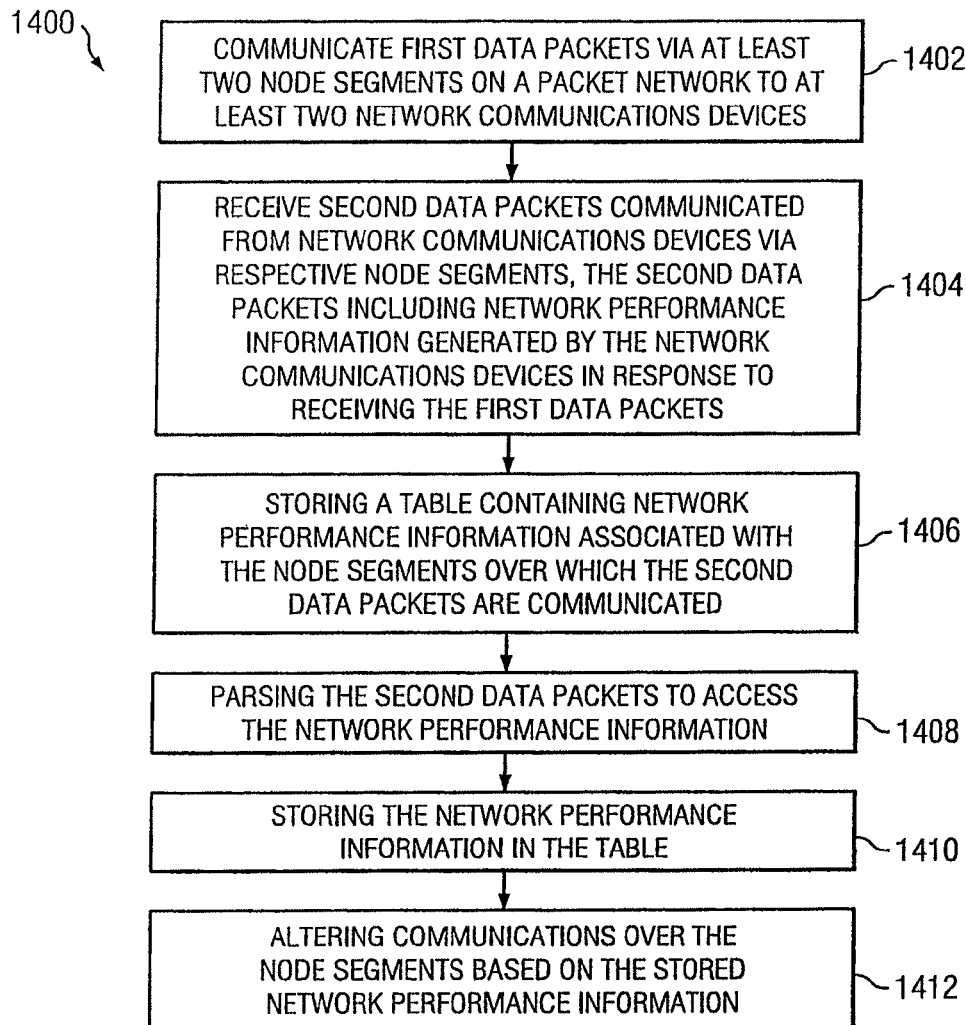 1400
COMMUNICATE FIRST DATA PACKETS VIA AT LEAST
TWO NODE SEGMENTS ON A PACKET NETWORK TO AT
LEAST TWO NETWORK COMMUNICATIONS DEVICES
1402
RECEIVE SECOND DATA PACKETS COMMUNICATED
FROM NETWORK COMMUNICATIONS DEVICES VIA
RESPECTIVE NODE SEGMENTS, THE SECOND DATA
PACKETS INCLUDING NETWORK PERFORMANCE
INFORMATION GENERATED BY THE NETWORK
COMMUNICATIONS DEVICES IN RESPONSE TO
RECEIVING THE FIRST DATA PACKETS
1404
STORING A TABLE CONTAINING NETWORK
PERFORMANCE INFORMATION ASSOCIATED WITH
THE NODE SEGMENTS OVER WHICH THE SECOND
DATA PACKETS ARE COMMUNICATED
1406
PARSING THE SECOND DATA PACKETS TO ACCESS
THE NETWORK PERFORMANCE INFORMATION
1408
STORING THE NETWORK PERFORMANCE
INFORMATION IN THE TABLE
1410
ALTERING COMMUNICATIONS OVER THE
NODE SEGMENTS BASED ON THE STORED
NETWORK PERFORMANCE INFORMATION
1412